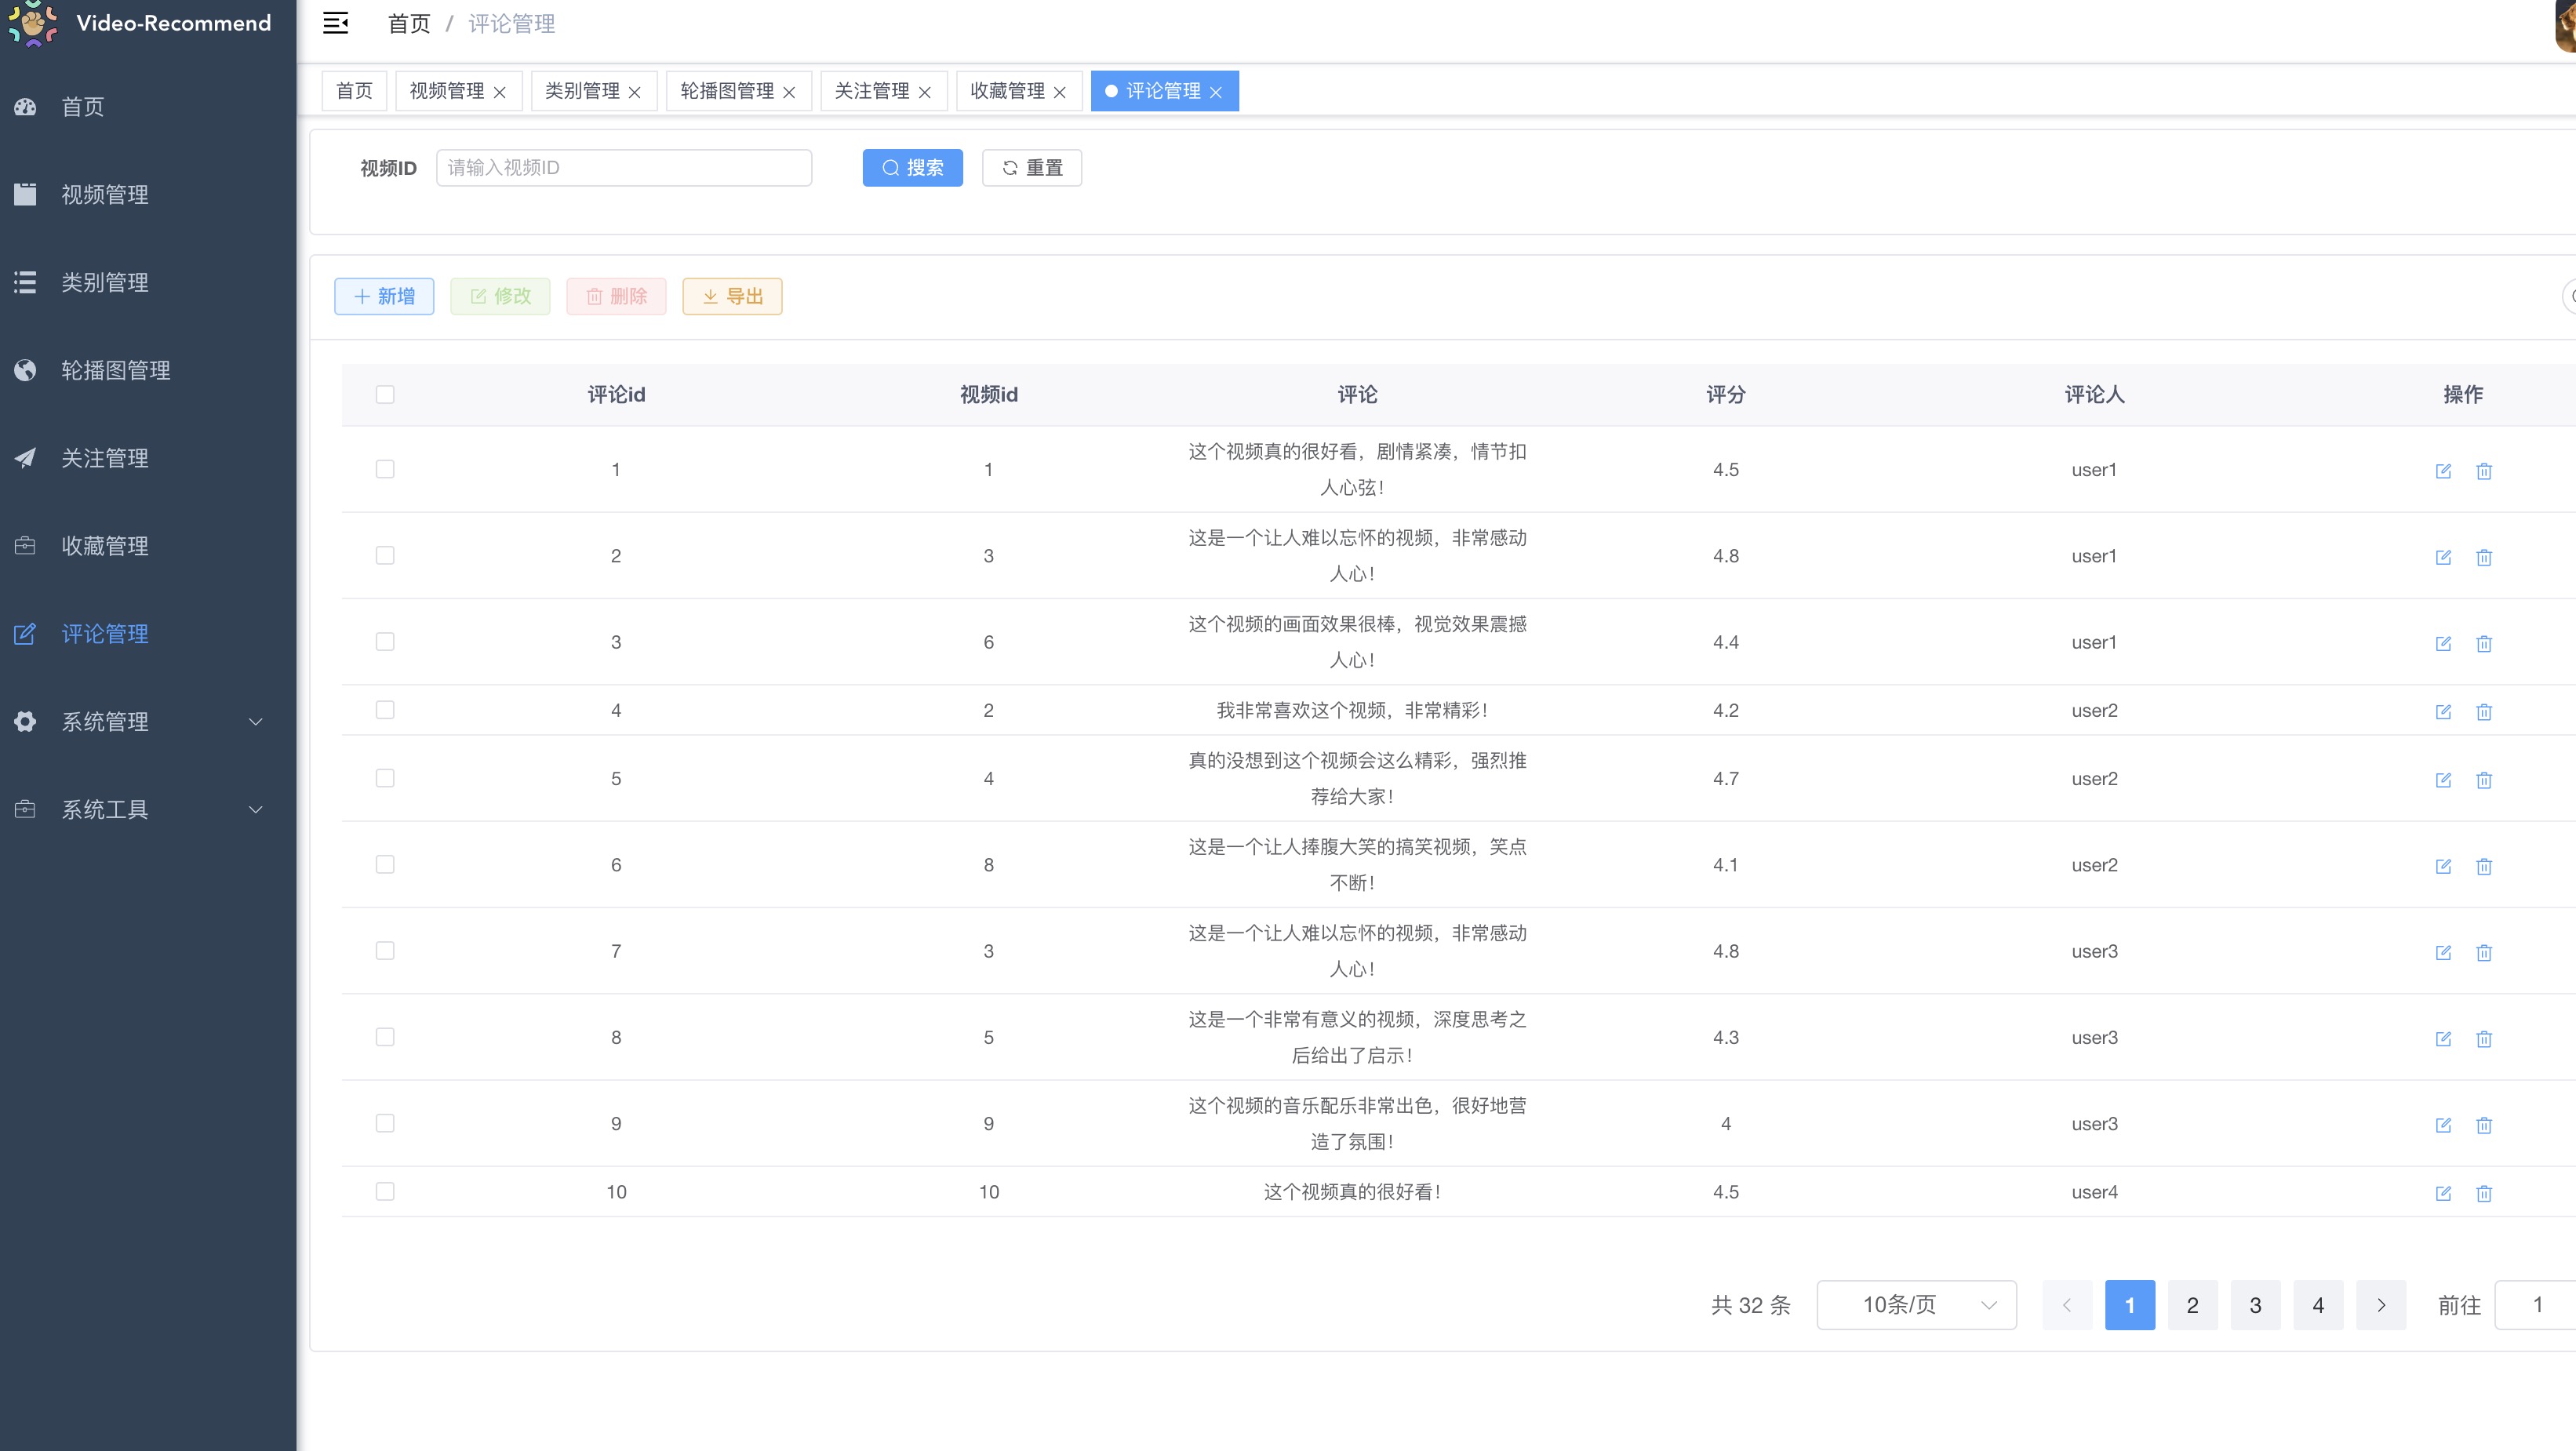 Video-Recommend
首页 / 评论管理
首页
视频管理
类别管理
轮播图管理
关注管理
收藏管理
评论管理
首页
视频管理
类别管理
轮播图管理
关注管理
收藏管理
评论管理
系统管理
系统工具
视频ID 请输入视频ID 搜索 重置
新增 修改 删除 导出
评论id 视频id 评论 评分 评论人 操作
1 1 这个视频真的很好看，剧情紧凑，情节扣
人心弦！ 4.5 user1
2 3 这是一个让人难以忘怀的视频，非常感动
人心！ 4.8 user1
3 6 这个视频的画面效果很棒，视觉效果震撼
人心！ 4.4 user1
4 2 我非常喜欢这个视频，非常精彩！ 4.2 user2
5 4 真的没想到这个视频会这么精彩，强烈推
荐给大家！ 4.7 user2
6 8 这是一个让人捧腹大笑的搞笑视频，笑点
不断！ 4.1 user2
7 3 这是一个让人难以忘怀的视频，非常感动
人心！ 4.8 user3
8 5 这是一个非常有意义的视频，深度思考之
后给出了启示！ 4.3 user3
9 9 这个视频的音乐配乐非常出色，很好地营
造了氛围！ 4 user3
10 10 这个视频真的很好看！ 4.5 user4
共 32 条 10条/页 1 2 3 4 前往 1